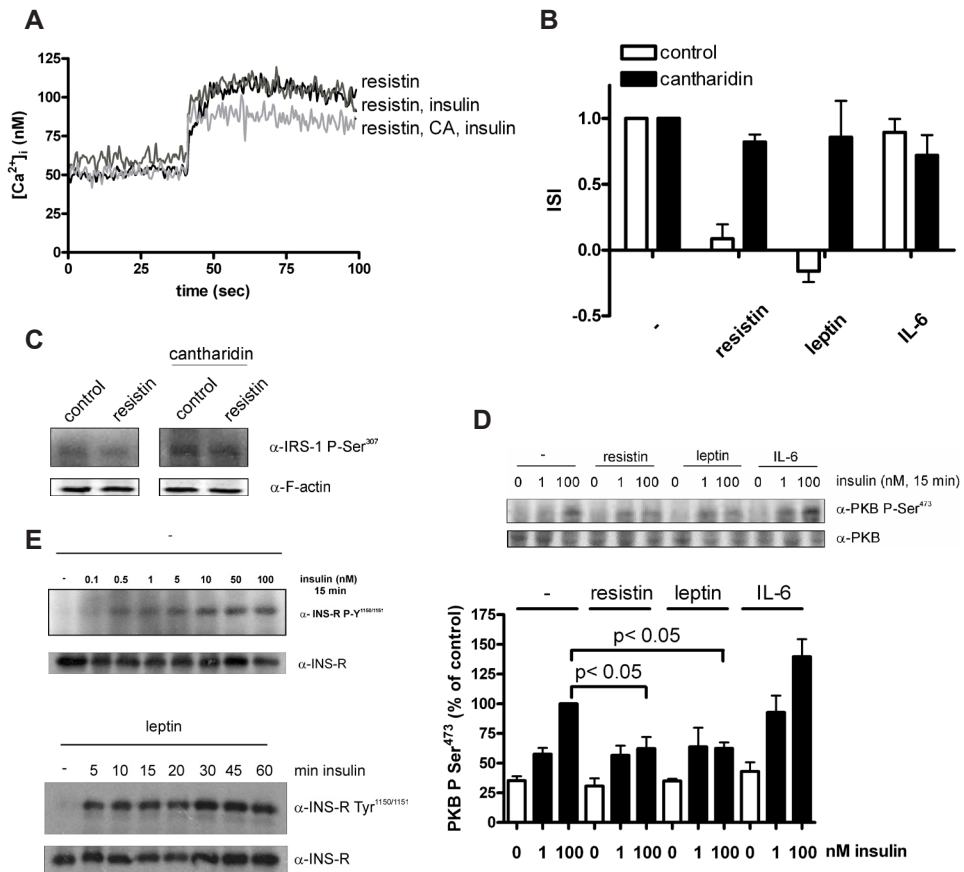 A
125
100
75
50
25
0
[Ca²⁺]ᵢ (nM)
0 25 50 75 100
time (sec)
resistin
resistin, insulin
resistin, CA, insulin
B
control
cantharidin
1.0
0.5
0.0
-0.5
ISI
- resistin leptin IL-6
C
cantharidin
control resistin control resistin
α-IRS-1 P-Ser³⁰⁷
α-F-actin
D
- resistin leptin IL-6
0 1 100 0 1 100 0 1 100 0 1 100 insulin (nM, 15 min)
α-PKB P-Ser⁴⁷³
α-PKB
- resistin leptin IL-6
p< 0.05
p< 0.05
175
150
125
100
75
50
25
0
PKB P Ser⁴⁷³ (% of control)
0 1 100 0 1 100 0 1 100 0 1 100 nM insulin
E
-
- 0.1 0.5 1 5 10 50 100 insulin (nM)
15 min
α- INS-R P-Y¹¹⁵⁰/¹¹⁵¹
α-INS-R
leptin
- 5 10 15 20 30 45 60 min insulin
α-INS-R Tyr¹¹⁵⁰/¹¹⁵¹
α-INS-R